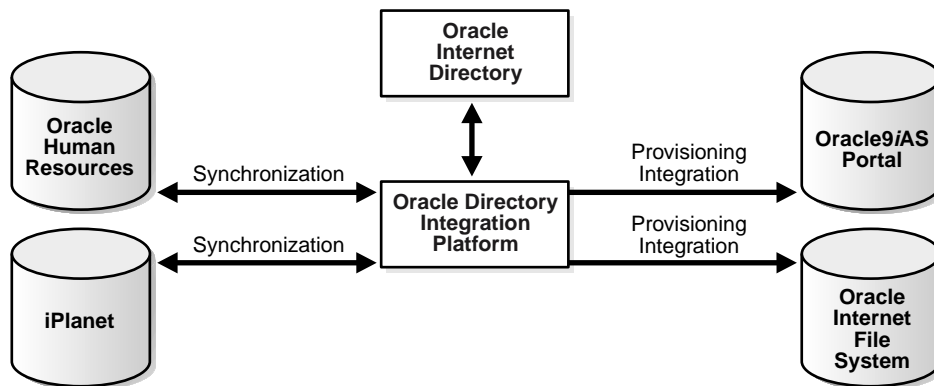 Oracle
Internet
Directory
Oracle
Human
Resources
Oracle9iAS
Portal
Synchronization
Provisioning
Integration
Oracle Directory
Integration
Platform
Synchronization
Provisioning
Integration
iPlanet
Oracle
Internet
File
System